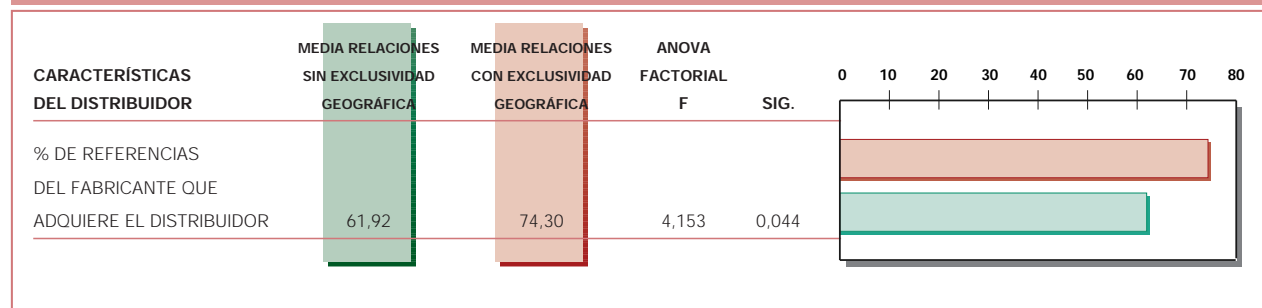 MEDIA RELACIONES MEDIA RELACIONES ANOVA
CARACTERÍSTICAS SIN EXCLUSIVIDAD CON EXCLUSIVIDAD FACTORIAL 0 10 20 30 40 50 60 70 80
DEL DISTRIBUIDOR GEOGRÁFICA GEOGRÁFICA F SIG.
% DE REFERENCIAS
DEL FABRICANTE QUE
ADQUIERE EL DISTRIBUIDOR 61,92 74,30 4,153 0,044